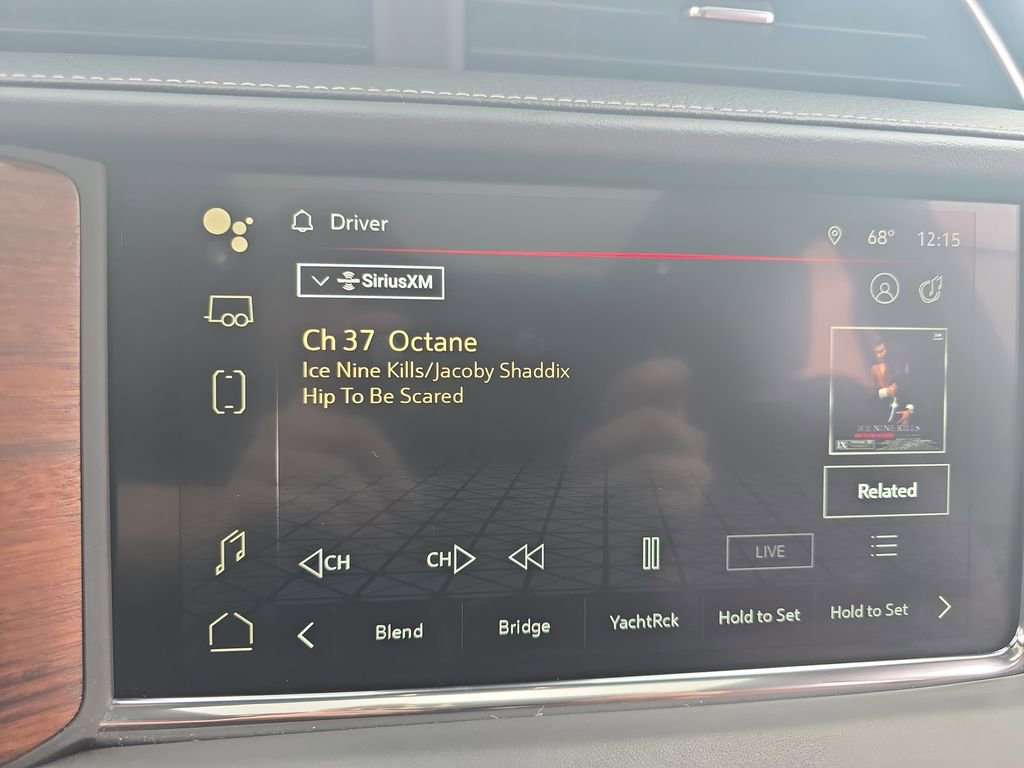 Driver
68° 12:15
SiriusXM
Ch 37 Octane
Ice Nine Kills/Jacoby Shaddix
Hip To Be Scared
ICE NINE KILLS
Related
CH CH LIVE
Blend Bridge YachtRck Hold to Set Hold to Set